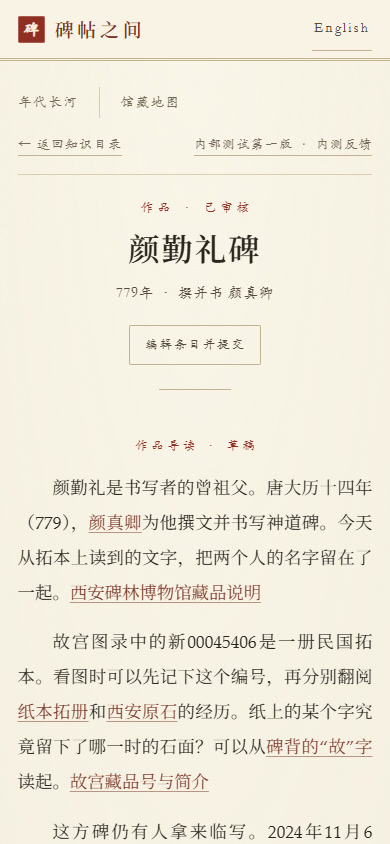 碑 碑帖之间 English
年代长河 馆藏地图
← 返回知识目录 内部测试第一版 · 内测反馈
作品 · 已审核
颜勤礼碑
779年 · 撰并书 颜真卿
编辑条目并提交
作品导读 · 草稿
颜勤礼是书写者的曾祖父。唐大历十四年
（779），颜真卿为他撰文并书写神道碑。今天
从拓本上读到的文字，把两个人的名字留在了
一起。西安碑林博物馆藏品说明
故宫图录中的新00045406是一册民国拓
本。看图时可以先记下这个编号，再分别翻阅
纸本拓册和西安原石的经历。纸上的某个字究
竟留下了哪一时的石面？可以从碑背的“故”字
读起。故宫藏品号与简介
这方碑仍有人拿来临写。2024年11月6